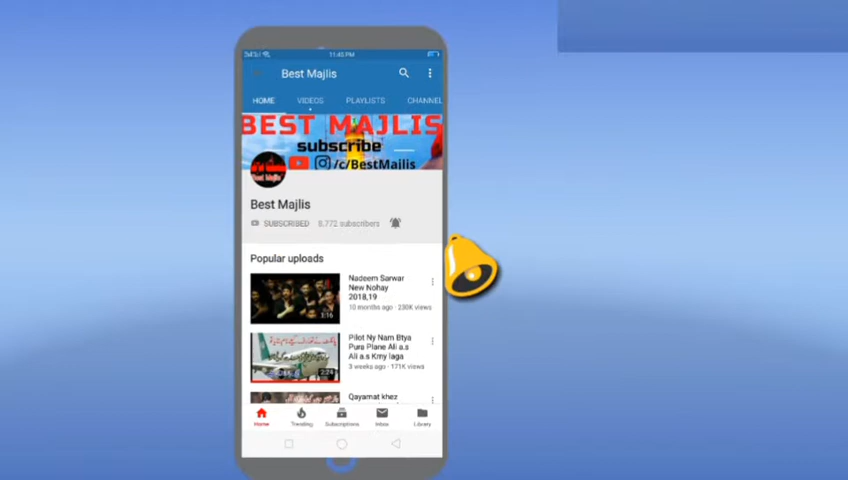 11:45 PM
Best Majlis
HOME VIDEOS PLAYLISTS CHANNEL
BEST MAJLIS
subscribe
/c/BestMajlis
Best Majlis
Best Majlis
SUBSCRIBED 8,772 subscribers
Popular uploads
Nadeem Sarwar
New Nohay
2018,19
10 months ago · 230K views
3:16
Pilot Ny Nam Btya
Pura Plane Ali a.s
Ali a.s Krny laga
3 weeks ago · 171K views
2:24
Qayamat khez
Home Trending Subscriptions Inbox Library